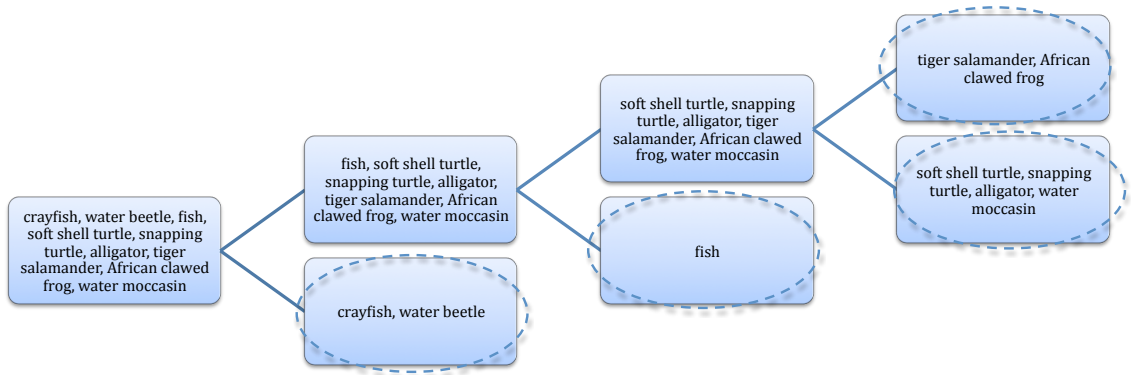 crayfish, water beetle, fish,
soft shell turtle, snapping
turtle, alligator, tiger
salamander, African clawed
frog, water moccasin
fish, soft shell turtle,
snapping turtle, alligator,
tiger salamander, African
clawed frog, water moccasin
crayfish, water beetle
soft shell turtle, snapping
turtle, alligator, tiger
salamander, African clawed
frog, water moccasin
fish
tiger salamander, African
clawed frog
soft shell turtle, snapping
turtle, alligator, water
moccasin